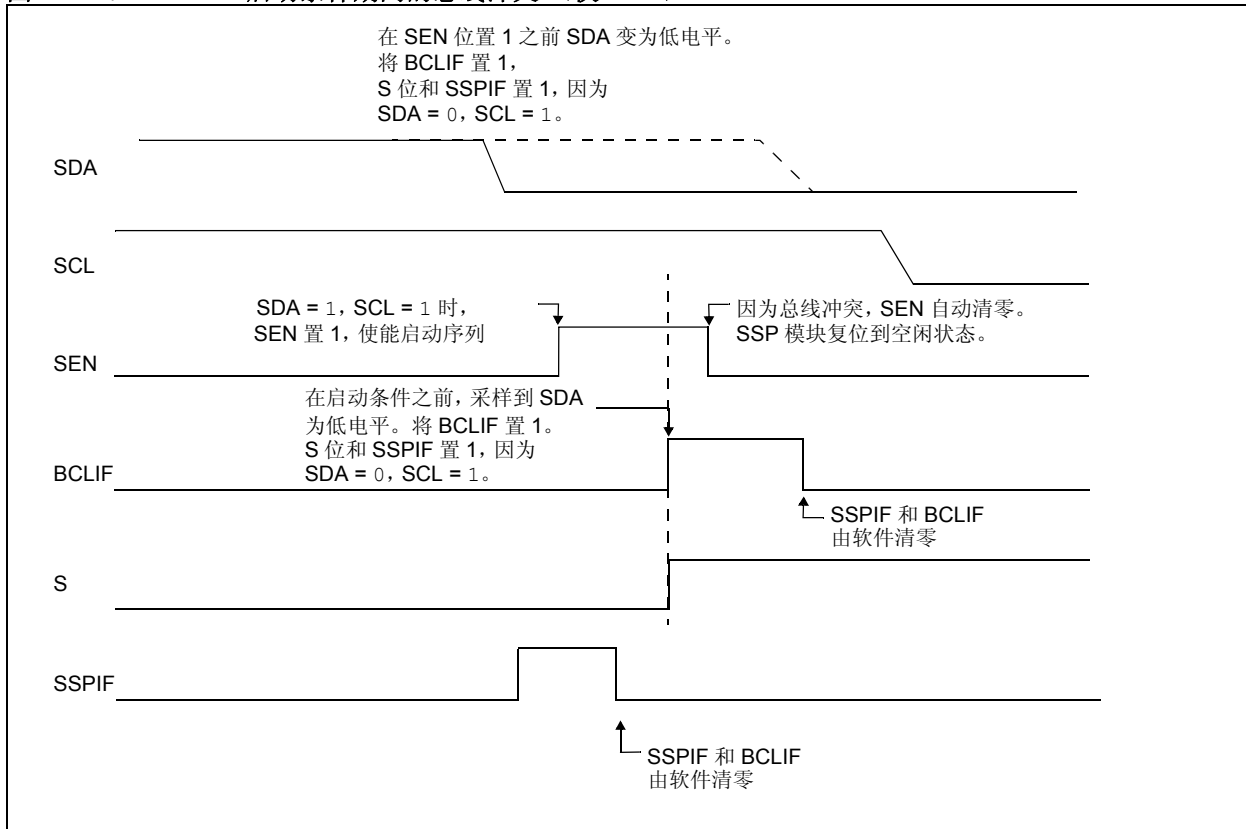 在 SEN 位置 1 之前 SDA 变为低电平。
将 BCLIF 置 1,
S 位和 SSPIF 置 1,因为
SDA = 0,SCL = 1。
SDA
SCL
SDA = 1,SCL = 1 时,
SEN 置 1,使能启动序列
因为总线冲突,SEN 自动清零。
SSP 模块复位到空闲状态。
SEN
在启动条件之前,采样到 SDA
为低电平。将 BCLIF 置 1。
S 位和 SSPIF 置 1,因为
SDA = 0,SCL = 1。
BCLIF
SSPIF 和 BCLIF
由软件清零
S
SSPIF
SSPIF 和 BCLIF
由软件清零